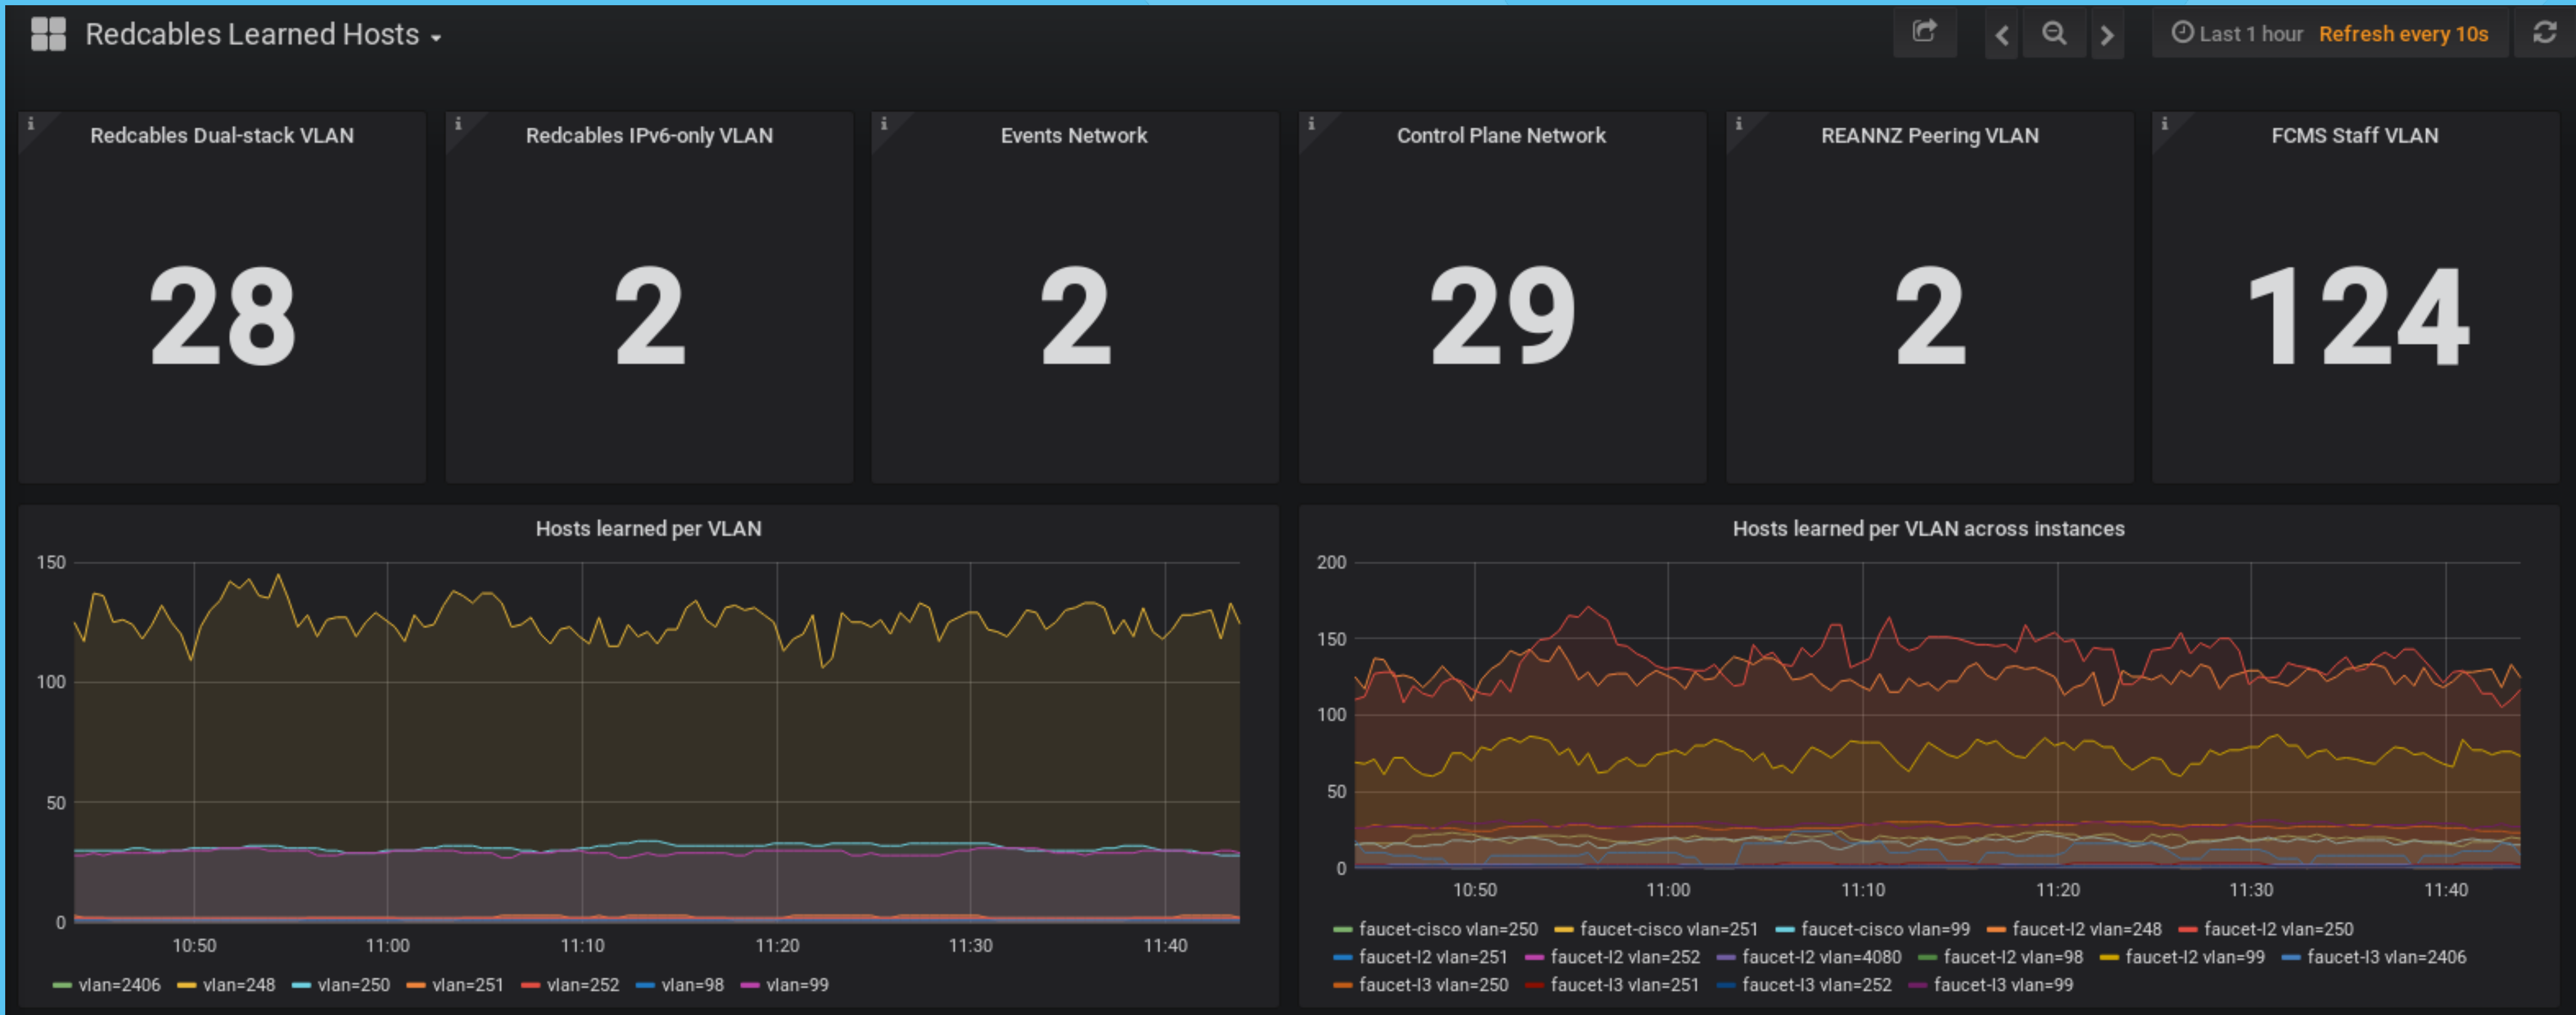 Redcables Learned Hosts
Last 1 hour Refresh every 10s
Redcables Dual-stack VLAN
28
Redcables IPv6-only VLAN
2
Events Network
2
Control Plane Network
29
REANNZ Peering VLAN
2
FCMS Staff VLAN
124
Hosts learned per VLAN
150
100
50
0
10:50 11:00 11:10 11:20 11:30 11:40
vlan=2406 vlan=248 vlan=250 vlan=251 vlan=252 vlan=98 vlan=99
Hosts learned per VLAN across instances
200
150
100
50
0
10:50 11:00 11:10 11:20 11:30 11:40
faucet-cisco vlan=250 faucet-cisco vlan=251 faucet-cisco vlan=99 faucet-l2 vlan=248 faucet-l2 vlan=250
faucet-l2 vlan=251 faucet-l2 vlan=252 faucet-l2 vlan=4080 faucet-l2 vlan=98 faucet-l2 vlan=99 faucet-l3 vlan=2406
faucet-l3 vlan=250 faucet-l3 vlan=251 faucet-l3 vlan=252 faucet-l3 vlan=99